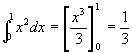 ∫₀¹ x²dx = [x³/3]₀¹ = 1/3